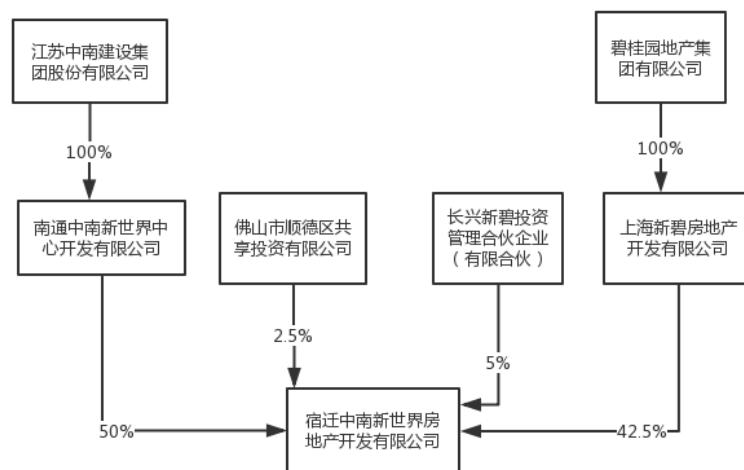 江苏中南建设集
团股份有限公司
碧桂园地产集
团有限公司
100%
100%
南通中南新世界中
心开发有限公司
佛山市顺德区共
享投资有限公司
长兴新碧投资
管理合伙企业
（有限合伙）
上海新碧房地产
开发有限公司
2.5%
5%
50%
宿迁中南新世界房
地产开发有限公司
42.5%